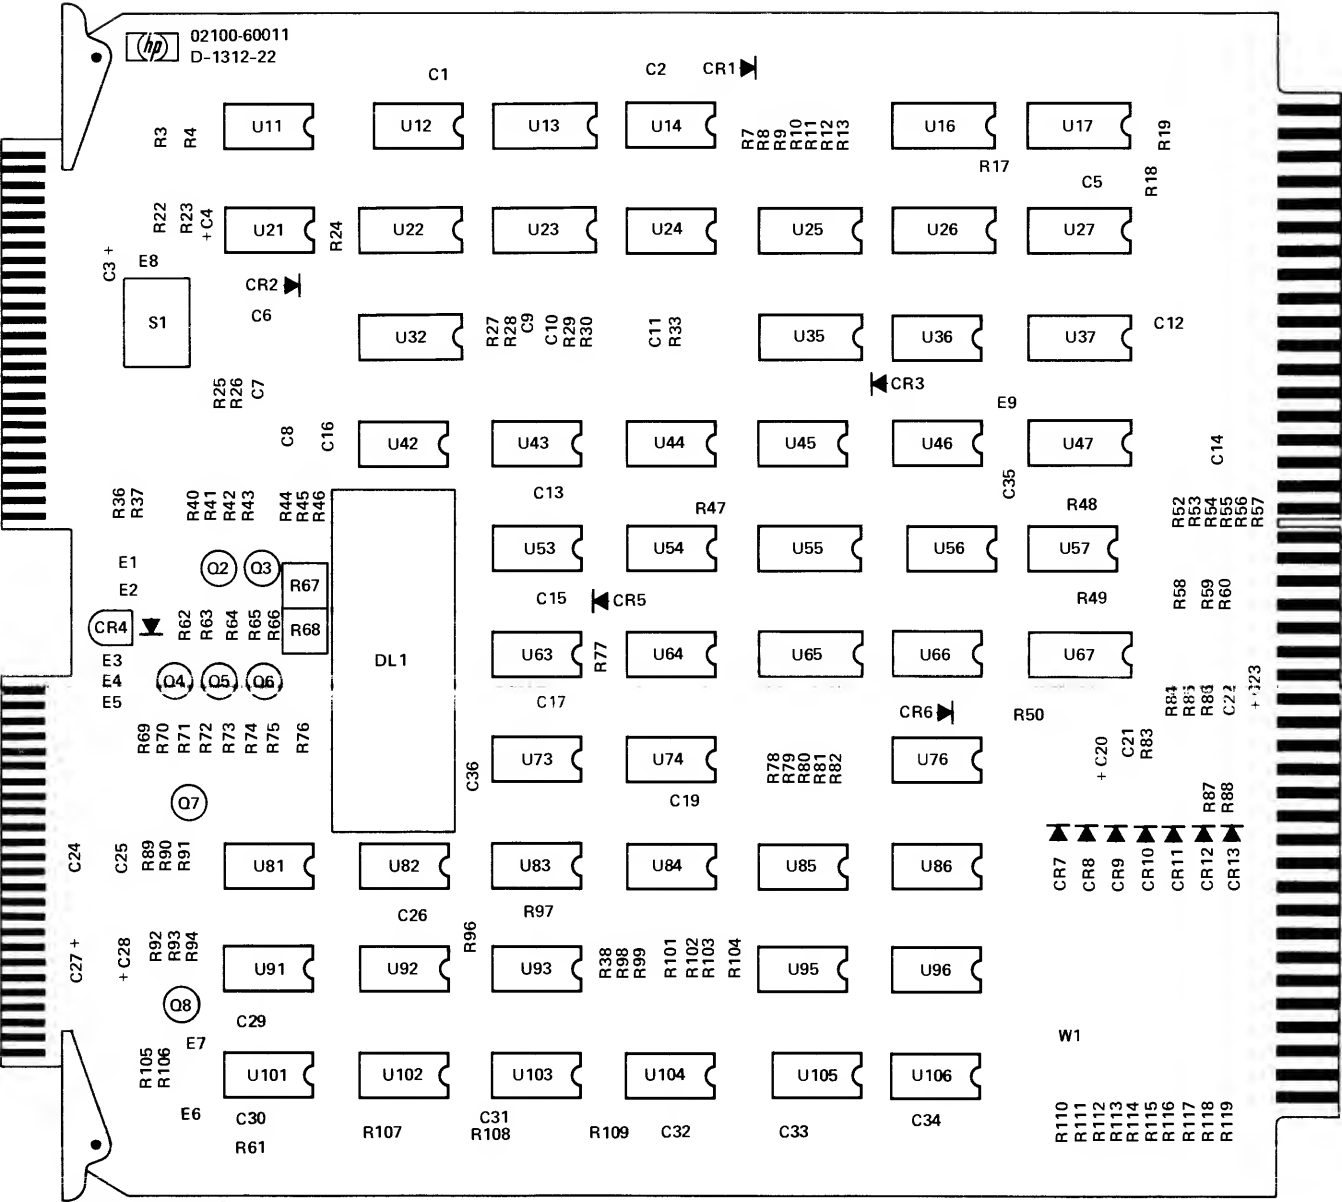 hp 02100-60011
D-1312-22
C1 C2 CR1
R3 R4 U11 U12 U13 U14 R7 R8 R9 R10 R11 R12 R13 U16 U17 R19
R17 C5 R18
R22 R23 +C4 U21 R24 U22 U23 U24 U25 U26 U27
C3 + E8
CR2
S1 C6 U32 R27 R28 C9 C10 R29 R30 C11 R33 U35 U36 U37 C12
R25 R26 C7 CR3
E9
C8 C16 U42 U43 U44 U45 U46 U47 C14
C13 C35
R36 R37 R40 R41 R42 R43 R44 R45 R46 R47 R48 R52 R53 R54 R55 R56 R57
U53 U54 U55 U56 U57
E1 Q2 Q3
E2 R67 C15 CR5 R49 R58 R59 R60
CR4 R62 R63 R64 R65 R66 R68
E3 DL1 U63 R77 U64 U65 U66 U67
E4 Q4 Q5 Q6
E5 C17 CR6 R50 R84 R85 R86 C22 +C23
R69 R70 R71 R72 R73 R74 R75 R76
C36 U73 U74 R78 R79 R80 R81 R82 U76 +C20 C21 R83
Q7 C19 R87 R88
C24 C25 R89 R90 R91 U81 U82 U83 U84 U85 U86 CR7 CR8 CR9 CR10 CR11 CR12 CR13
C26 R97
C27 + +C28 R92 R93 R94 U91 U92 R96 U93 R38 R98 R99 R101 R102 R103 R104 U95 U96
Q8
C29
E7 W1
R105 R106 U101 U102 U103 U104 U105 U106
E6 C30 C31 C34
R107 R108 R109 C32 C33 R110 R111 R112 R113 R114 R115 R116 R117 R118 R119
R61